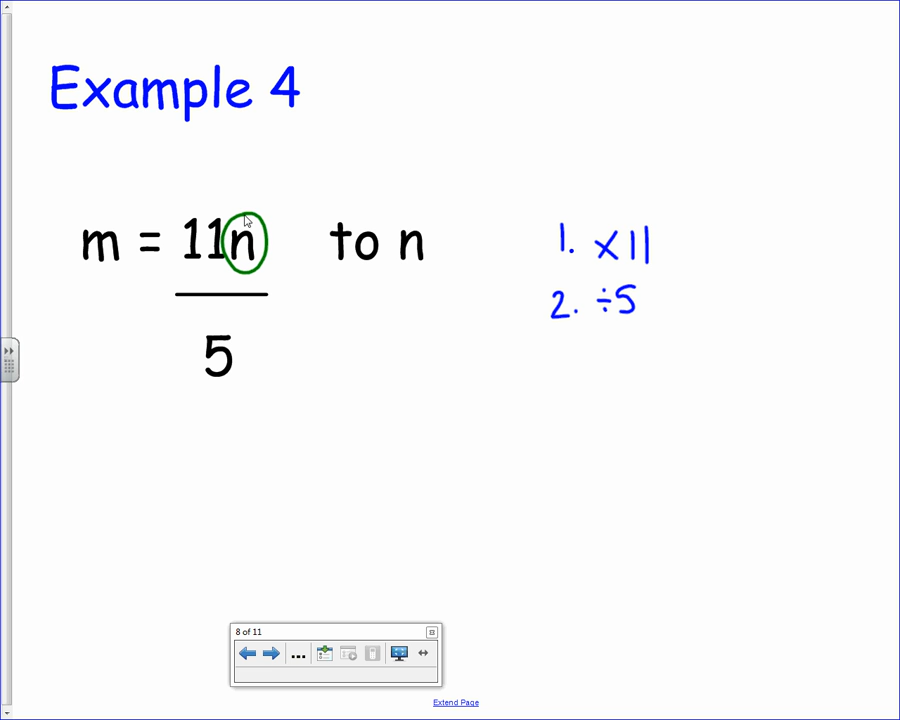 Example 4
m = 11n to n
5
1. ×11
2. ÷5
8 of 11
...
Extend Page